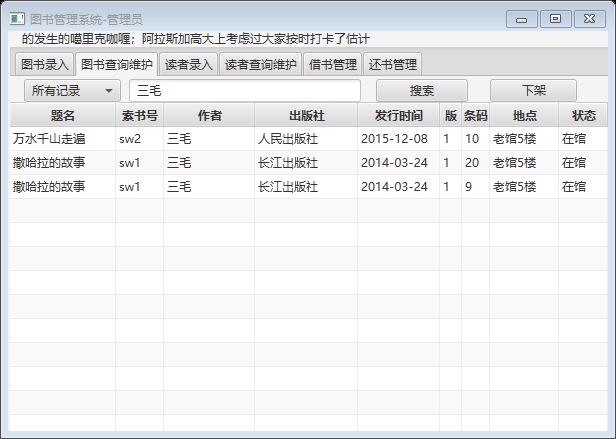 图书管理系统-管理员
的发生的噶里克咖喱；阿拉斯加高大上考虑过大家按时打卡了估计
图书录入 图书查询维护 读者录入 读者查询维护 借书管理 还书管理
所有记录 三毛 搜索 下架
题名 索书号 作者 出版社 发行时间 版 条码 地点 状态
万水千山走遍 sw2 三毛 人民出版社 2015-12-08 1 10 老馆5楼 在馆
撒哈拉的故事 sw1 三毛 长江出版社 2014-03-24 1 20 老馆5楼 在馆
撒哈拉的故事 sw1 三毛 长江出版社 2014-03-24 1 9 老馆5楼 在馆